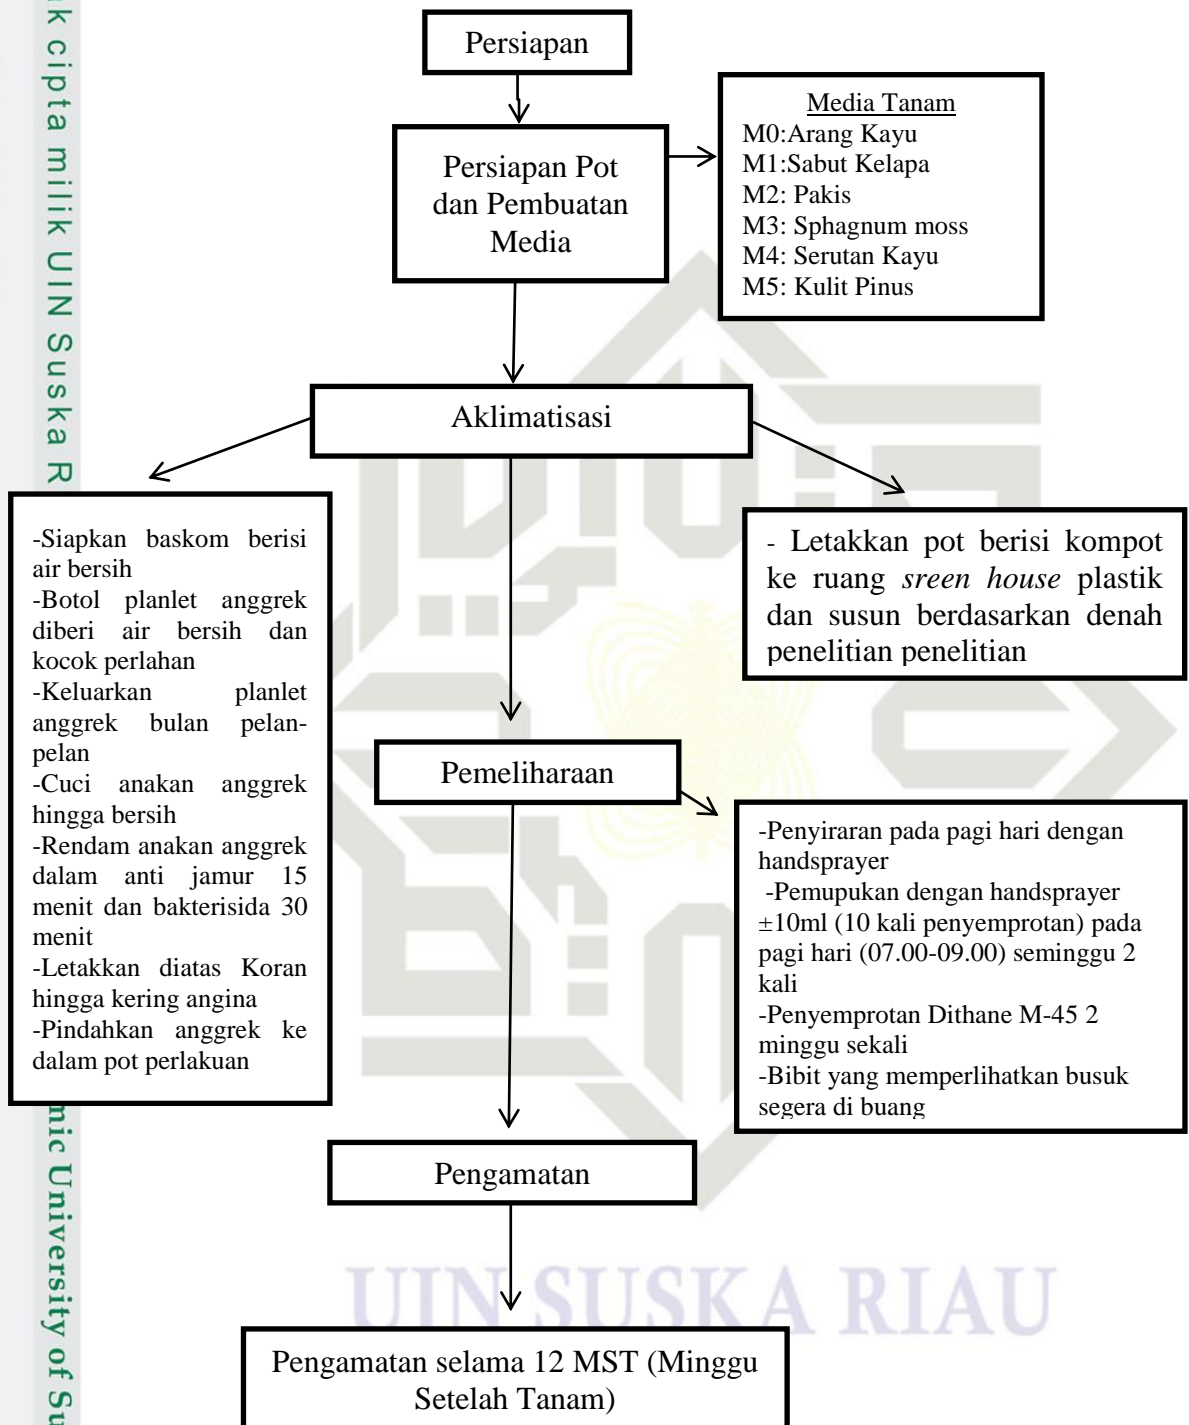 k cipta milik UIN Suska R
mic University of Su
Persiapan
Persiapan Pot
dan Pembuatan
Media
Media Tanam
M0:Arang Kayu
M1:Sabut Kelapa
M2: Pakis
M3: Sphagnum moss
M4: Serutan Kayu
M5: Kulit Pinus
Aklimatisasi
-Siapkan baskom berisi
air bersih
-Botol planlet anggrek
diberi air bersih dan
kocok perlahan
-Keluarkan planlet
anggrek bulan pelan-
pelan
-Cuci anakan anggrek
hingga bersih
-Rendam anakan anggrek
dalam anti jamur 15
menit dan bakterisida 30
menit
-Letakkan diatas Koran
hingga kering angina
-Pindahkan anggrek ke
dalam pot perlakuan
- Letakkan pot berisi kompot
ke ruang sreen house plastik
dan susun berdasarkan denah
penelitian penelitian
Pemeliharaan
-Penyiraran pada pagi hari dengan
handsprayer
-Pemupukan dengan handsprayer
±10ml (10 kali penyemprotan) pada
pagi hari (07.00-09.00) seminggu 2
kali
-Penyemprotan Dithane M-45 2
minggu sekali
-Bibit yang memperlihatkan busuk
segera di buang
Pengamatan
UIN SUSKA RIAU
Pengamatan selama 12 MST (Minggu
Setelah Tanam)